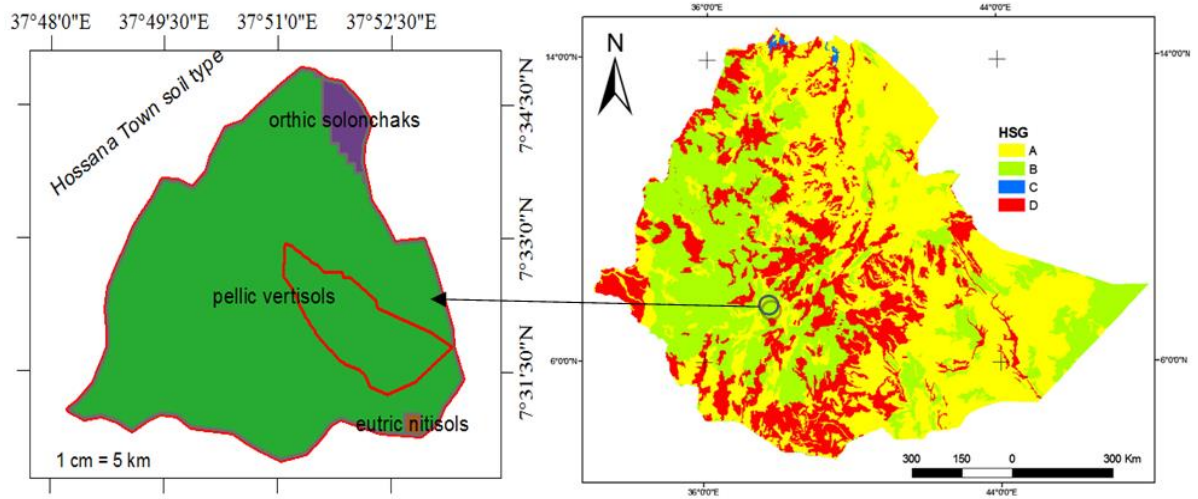 37°48'0"E 37°49'30"E 37°51'0"E 37°52'30"E
Hossana Town soil type
orthic solonchaks
pellic vertisols
eutric nitisols
1 cm = 5 km
7°34'30"N
7°33'0"N
7°31'30"N
36°0'0"E 44°0'0"E
14°0'0"N 14°0'0"N
N
HSG
A
B
C
D
6°0'0"N 6°0'0"N
300 150 0 300 Km
36°0'0"E 44°0'0"E